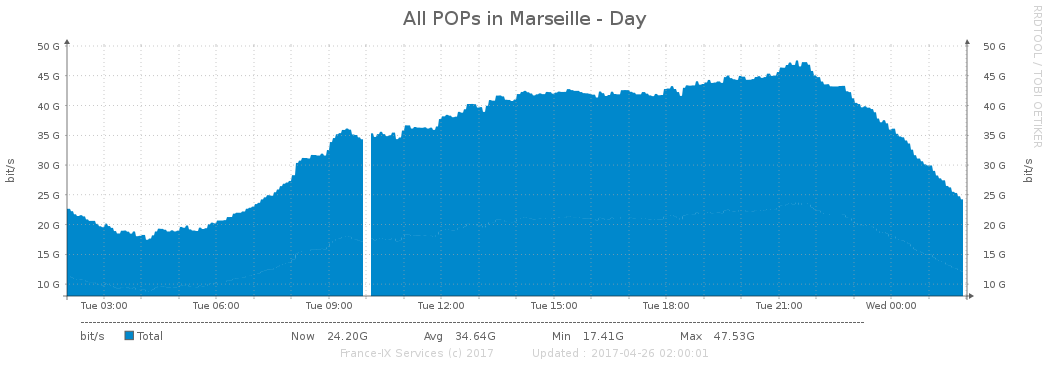 All POPs in Marseille - Day
RRDTOOL / TOBI OETIKER
50 G 50 G
45 G 45 G
40 G 40 G
35 G 35 G
30 G 30 G
25 G 25 G
20 G 20 G
15 G 15 G
10 G 10 G
bit/s bit/s
Tue 03:00 Tue 06:00 Tue 09:00 Tue 12:00 Tue 15:00 Tue 18:00 Tue 21:00 Wed 00:00
bit/s Total Now 24.20G Avg 34.64G Min 17.41G Max 47.53G
France-IX Services (c) 2017 Updated : 2017-04-26 02:00:01